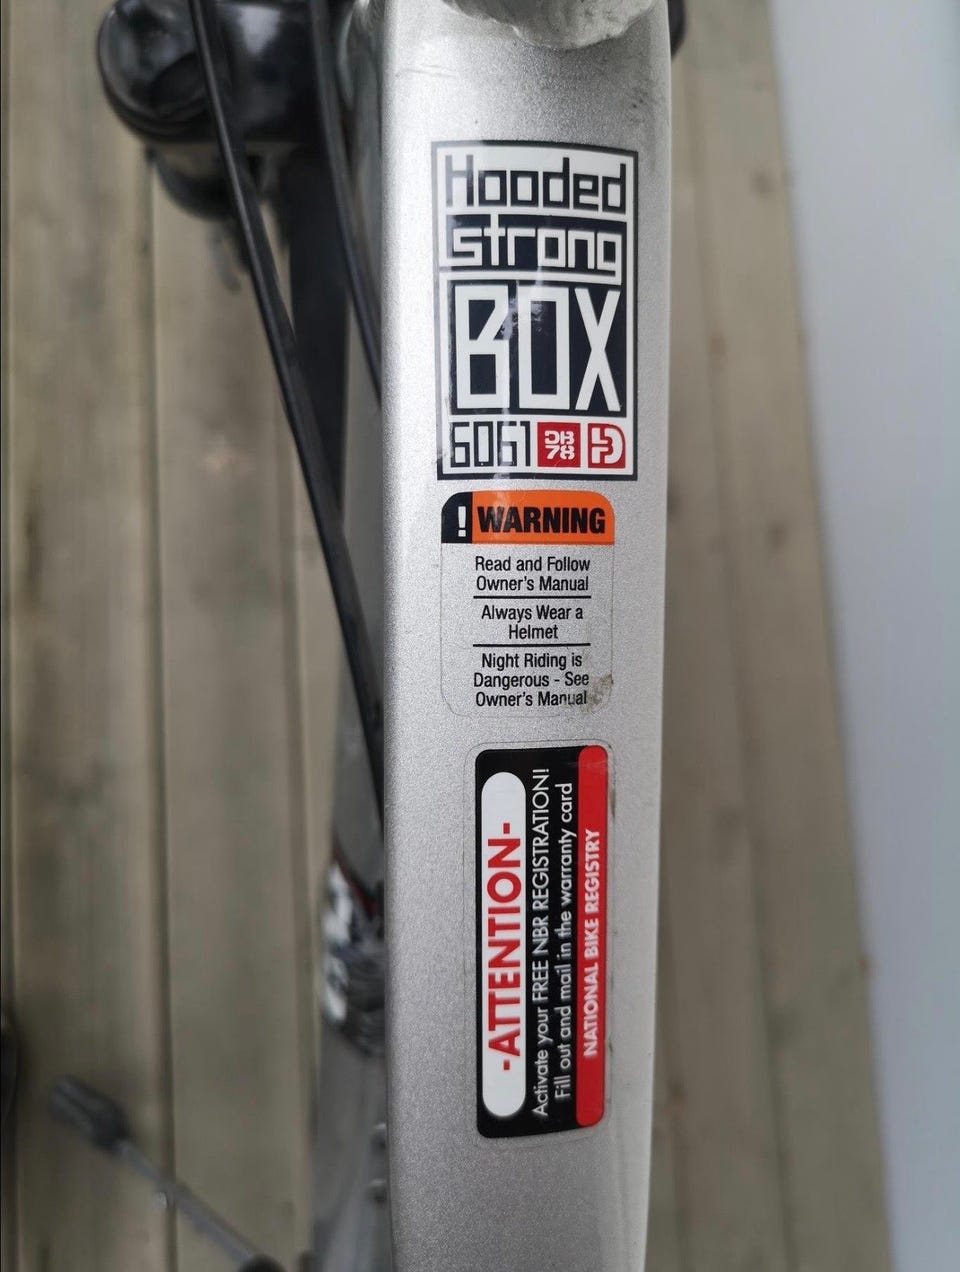 Hooded
strong
BOX
6061 DB
78
! WARNING
Read and Follow
Owner's Manual
Always Wear a
Helmet
Night Riding is
Dangerous - See
Owner's Manual
-ATTENTION-
Activate your FREE NBR REGISTRATION!
Fill out and mail in the warranty card
NATIONAL BIKE REGISTRY